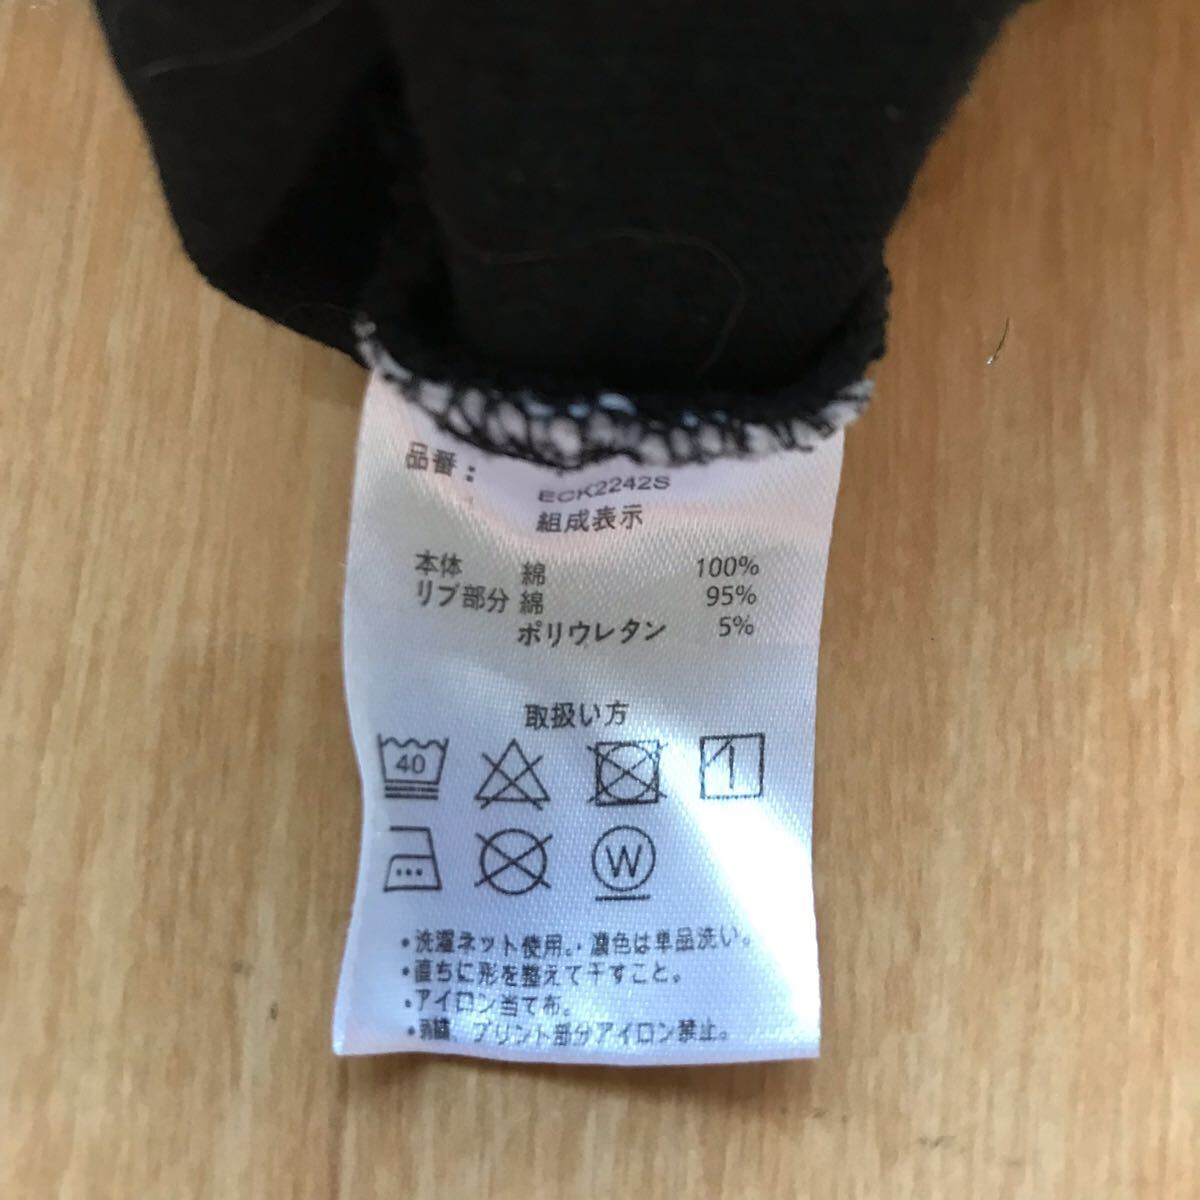 品番：
ECK2242S
組成表示
本体 綿 100%
リブ部分 綿 95%
ポリウレタン 5%
取扱い方
40
W
・洗濯ネット使用。・濃色は単品洗い。
・直ちに形を整えて干すこと。
・アイロン当て布。
・刺繍、プリント部分アイロン禁止。